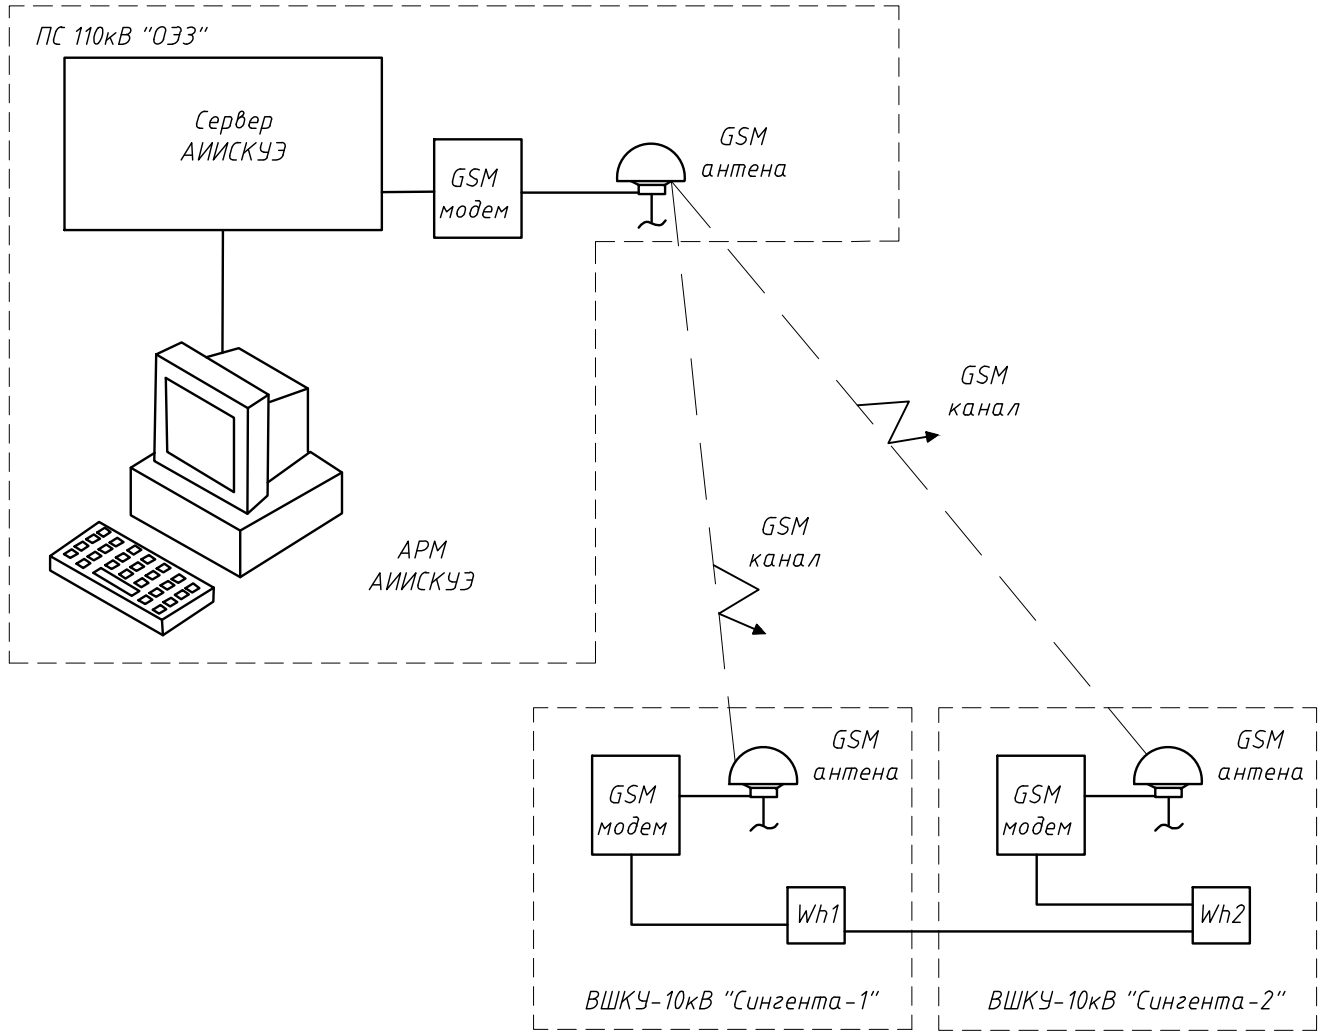 ПС 110кВ "ОЭЗ"
Сервер
АИИСКУЭ
GSM
модем
GSM
антена
GSM
канал
GSM
канал
АРМ
АИИСКУЭ
GSM
антена
GSM
модем
Wh1
ВШКУ-10кВ "Сингента-1"
GSM
антена
GSM
модем
Wh2
ВШКУ-10кВ "Сингента-2"